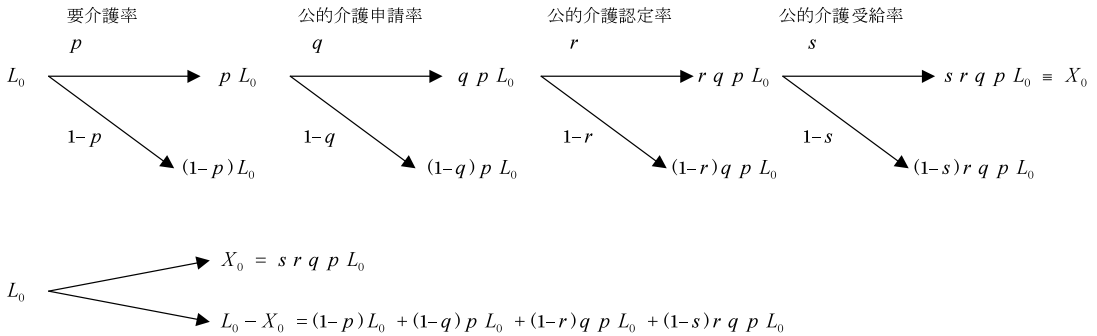 要介護率 公的介護申請率 公的介護認定率 公的介護受給率
p q r s
L₀ p L₀ q p L₀ r q p L₀ s r q p L₀ ≡ X₀
1−p 1−q 1−r 1−s
(1−p)L₀ (1−q)p L₀ (1−r)q p L₀ (1−s)r q p L₀
X₀ = s r q p L₀
L₀
L₀ − X₀ = (1−p)L₀ + (1−q)p L₀ + (1−r)q p L₀ + (1−s)r q p L₀